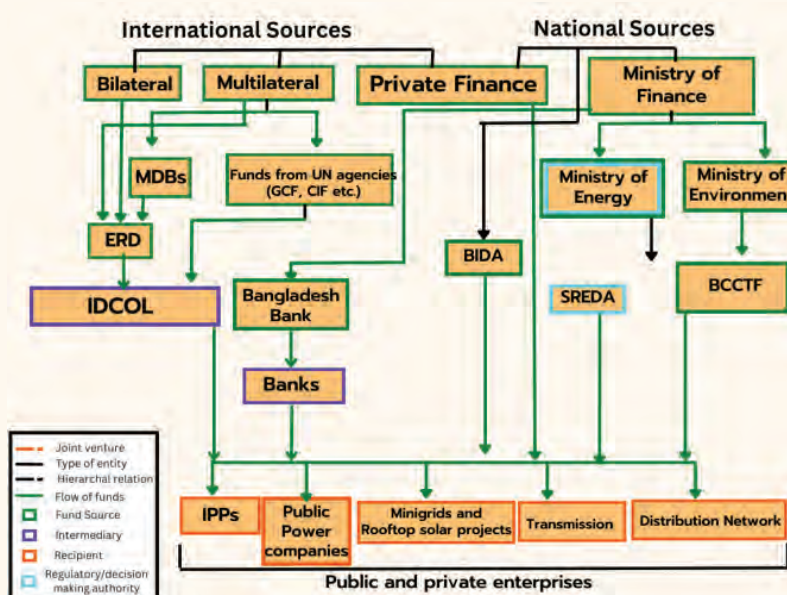 International Sources
National Sources
Bilateral
Multilateral
Private Finance
Ministry of
Finance
MDBs
Funds from UN agencies
(GCF, CIF etc.)
Ministry of
Energy
Ministry of
Environment
ERD
BIDA
IDCOL
Bangladesh
Bank
SREDA
BCCTF
Banks
Joint venture
Type of entity
Hierarchal relation
Flow of funds
Fund Source
Intermediary
Recipient
Regulatory/decision
making authority
IPPs
Public
Power
companies
Minigrids and
Rooftop solar projects
Transmission
Distribution Network
Public and private enterprises